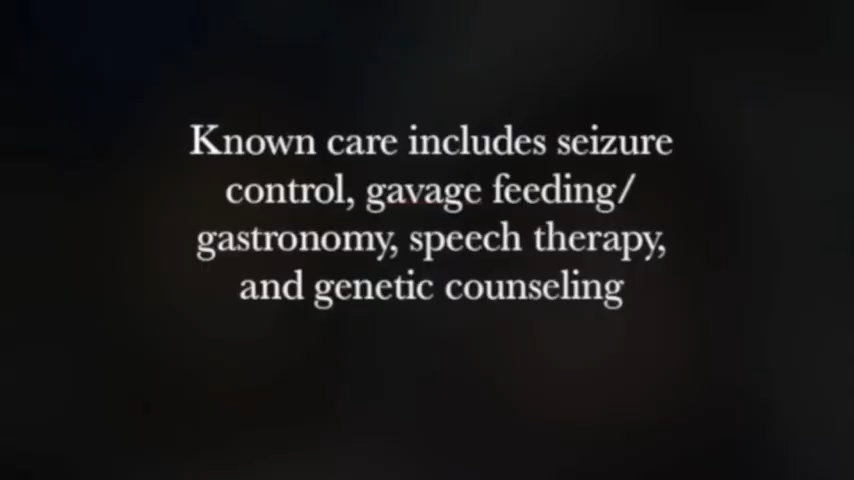 Known care includes seizure
control, gavage feeding/
gastronomy, speech therapy,
and genetic counseling